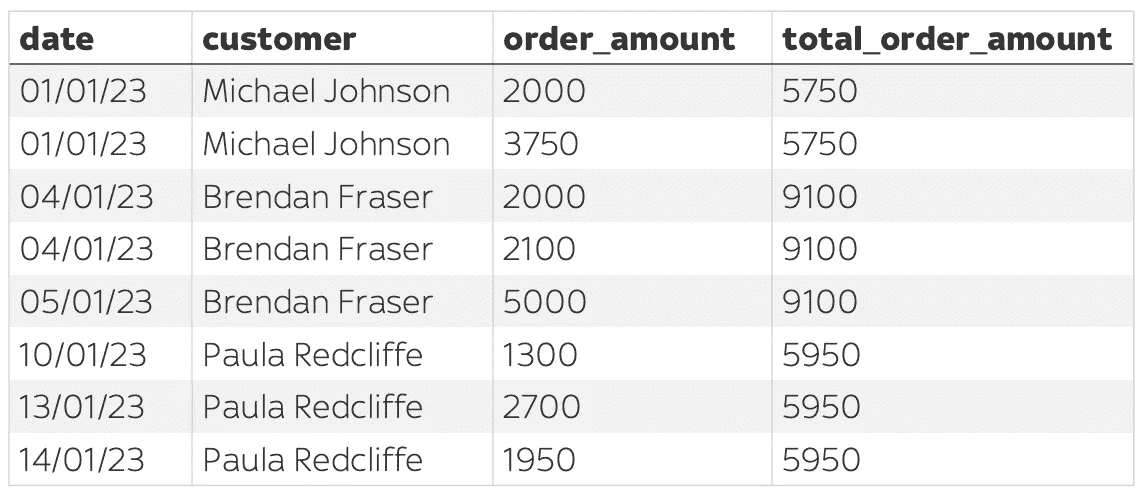 date customer order_amount total_order_amount
01/01/23 Michael Johnson 2000 5750
01/01/23 Michael Johnson 3750 5750
04/01/23 Brendan Fraser 2000 9100
04/01/23 Brendan Fraser 2100 9100
05/01/23 Brendan Fraser 5000 9100
10/01/23 Paula Redcliffe 1300 5950
13/01/23 Paula Redcliffe 2700 5950
14/01/23 Paula Redcliffe 1950 5950